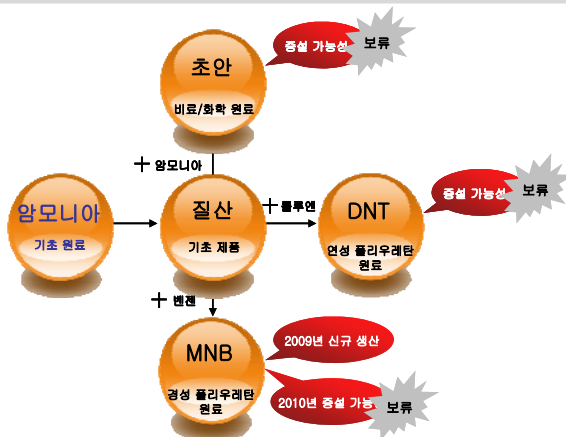 초안
비료/화학 원료
증설 가능성
보류
+ 암모니아
암모니아
기초 원료
질산
기초 제품
+ 톨루엔
DNT
연성 폴리우레탄
원료
증설 가능성
보류
+ 벤젠
MNB
경성 폴리우레탄
원료
2009년 신규 생산
2010년 증설 가능
보류